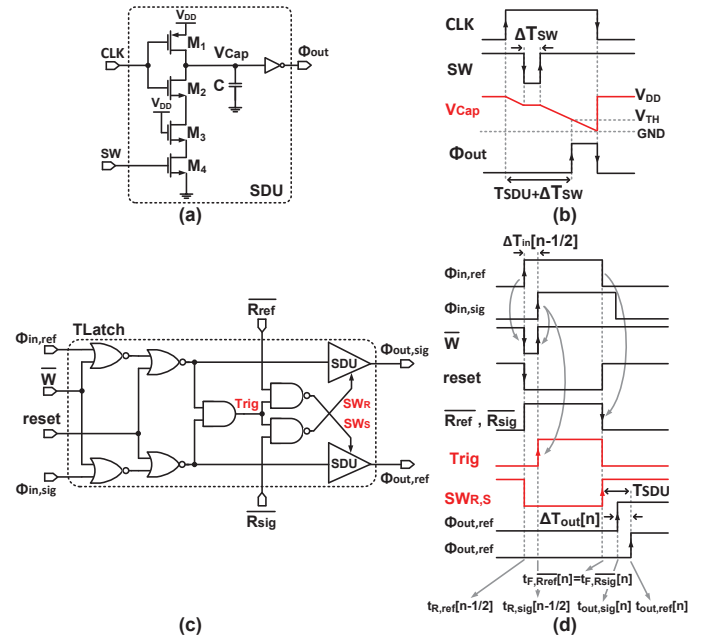 VDD
M1
CLK
VCap
Φout
M2
C
VDD
M3
SW
M4
SDU
(a)
CLK
ΔTSW
SW
VCap
VDD
VTH
GND
Φout
TSDU+ΔTSW
(b)
Rref
Φin,ref
TLatch
Φout,sig
SDU
W
Trig
SWR
reset
SWS
SDU
Φout,ref
Φin,sig
Rsig
(c)
ΔTin[n-1/2]
Φin,ref
Φin,sig
W
reset
Rref , Rsig
Trig
TSDU
SWR,S
ΔTout[n]
Φout,ref
Φout,ref
tF,Rref[n]=tF,Rsig[n]
tR,ref[n-1/2]
tR,sig[n-1/2]
tout,sig[n]
tout,ref[n]
(d)